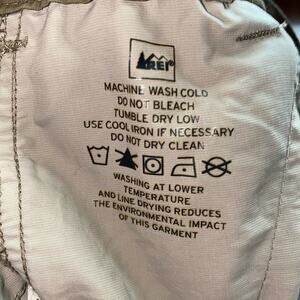 REI
MACHINE WASH COLD
DO NOT BLEACH
TUMBLE DRY LOW
USE COOL IRON IF NECESSARY
DO NOT DRY CLEAN
WASHING AT LOWER
TEMPERATURE
AND LINE DRYING REDUCES
THE ENVIRONMENTAL IMPACT
OF THIS GARMENT